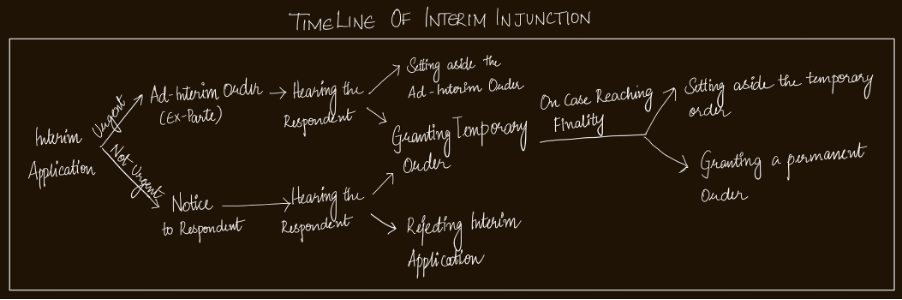 TIMELINE OF INTERIM INJUNCTION
Interim
Application
Urgent
Not Urgent
Ad-Interim Order
(Ex-Parte)
Hearing the
Respondent
Setting aside the
Ad-Interim Order
Granting Temporary
Order
Notice
to Respondent
Hearing the
Respondent
Rejecting Interim
Application
On Case Reaching
Finality
Setting aside the temporary
order
Granting a permanent
Order